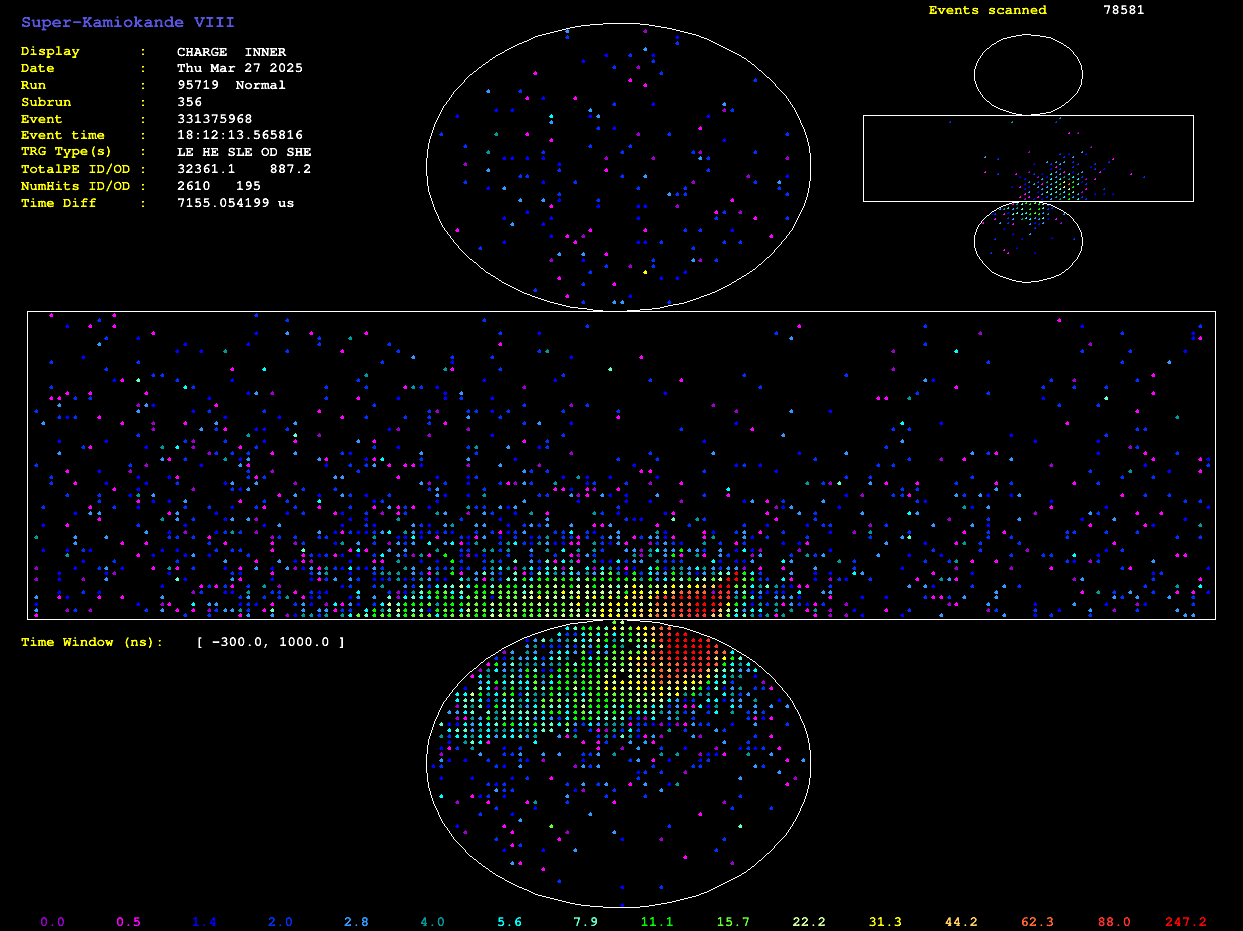 Super-Kamiokande VIII
Events scanned 78581
Display : CHARGE INNER
Date : Thu Mar 27 2025
Run : 95719 Normal
Subrun : 356
Event : 331375968
Event time : 18:12:13.565816
TRG Type(s) : LE HE SLE OD SHE
TotalPE ID/OD : 32361.1 887.2
NumHits ID/OD : 2610 195
Time Diff : 7155.054199 us
Time Window (ns): [ -300.0, 1000.0 ]
0.0 0.5 1.4 2.0 2.8 4.0 5.6 7.9 11.1 15.7 22.2 31.3 44.2 62.3 88.0 247.2